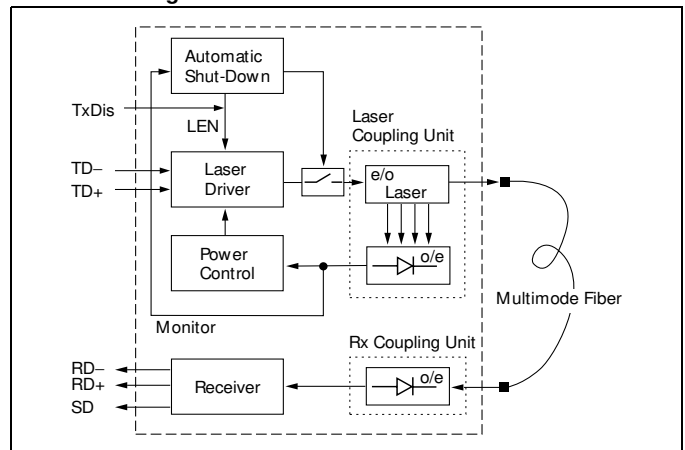 Automatic
Shut-Down
TxDis
LEN
Laser
Coupling Unit
TD–
TD+
Laser
Driver
e/o
Laser
o/e
Power
Control
Multimode Fiber
Monitor
Rx Coupling Unit
RD–
RD+
SD
Receiver
o/e